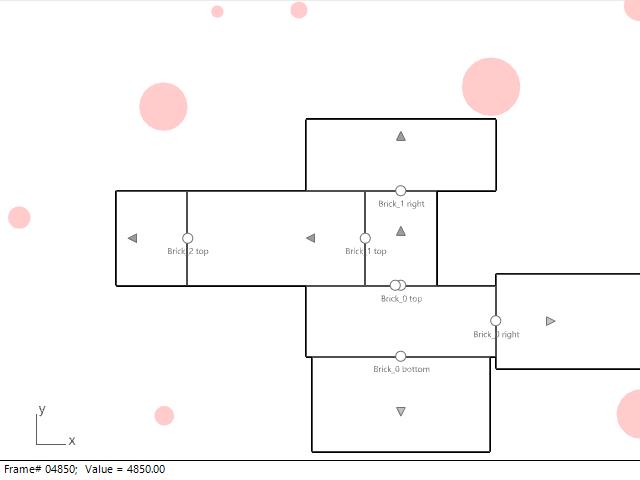 Brick_1 right
Brick_2 top
Brick_1 top
Brick_0 top
Brick_0 right
Brick_0 bottom
y
x
Frame# 04850; Value = 4850.00